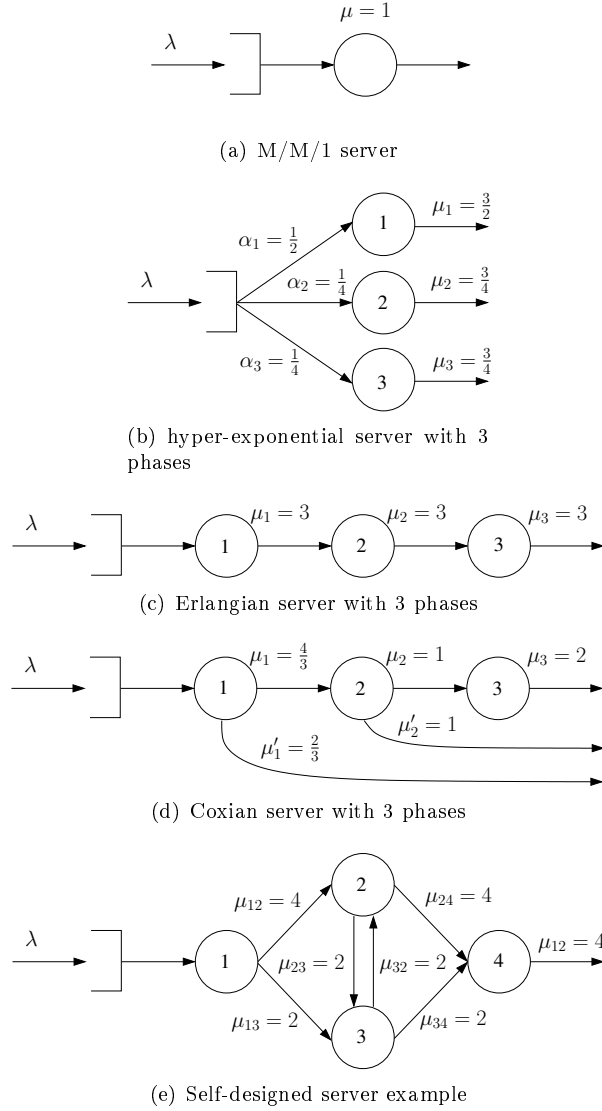 μ = 1
λ
(a) M/M/1 server
μ₁ = 3/2
1
α₁ = 1/2
λ
α₂ = 1/4
μ₂ = 3/4
2
α₃ = 1/4
μ₃ = 3/4
3
(b) hyper-exponential server with 3
phases
λ
μ₁ = 3
μ₂ = 3
μ₃ = 3
1
2
3
(c) Erlangian server with 3 phases
λ
μ₁ = 4/3
μ₂ = 1
μ₃ = 2
1
2
3
μ′₂ = 1
μ′₁ = 2/3
(d) Coxian server with 3 phases
2
μ₁₂ = 4
μ₂₄ = 4
λ
μ₁₂ = 4
1
μ₂₃ = 2
μ₃₂ = 2
4
μ₁₃ = 2
3
μ₃₄ = 2
(e) Self-designed server example